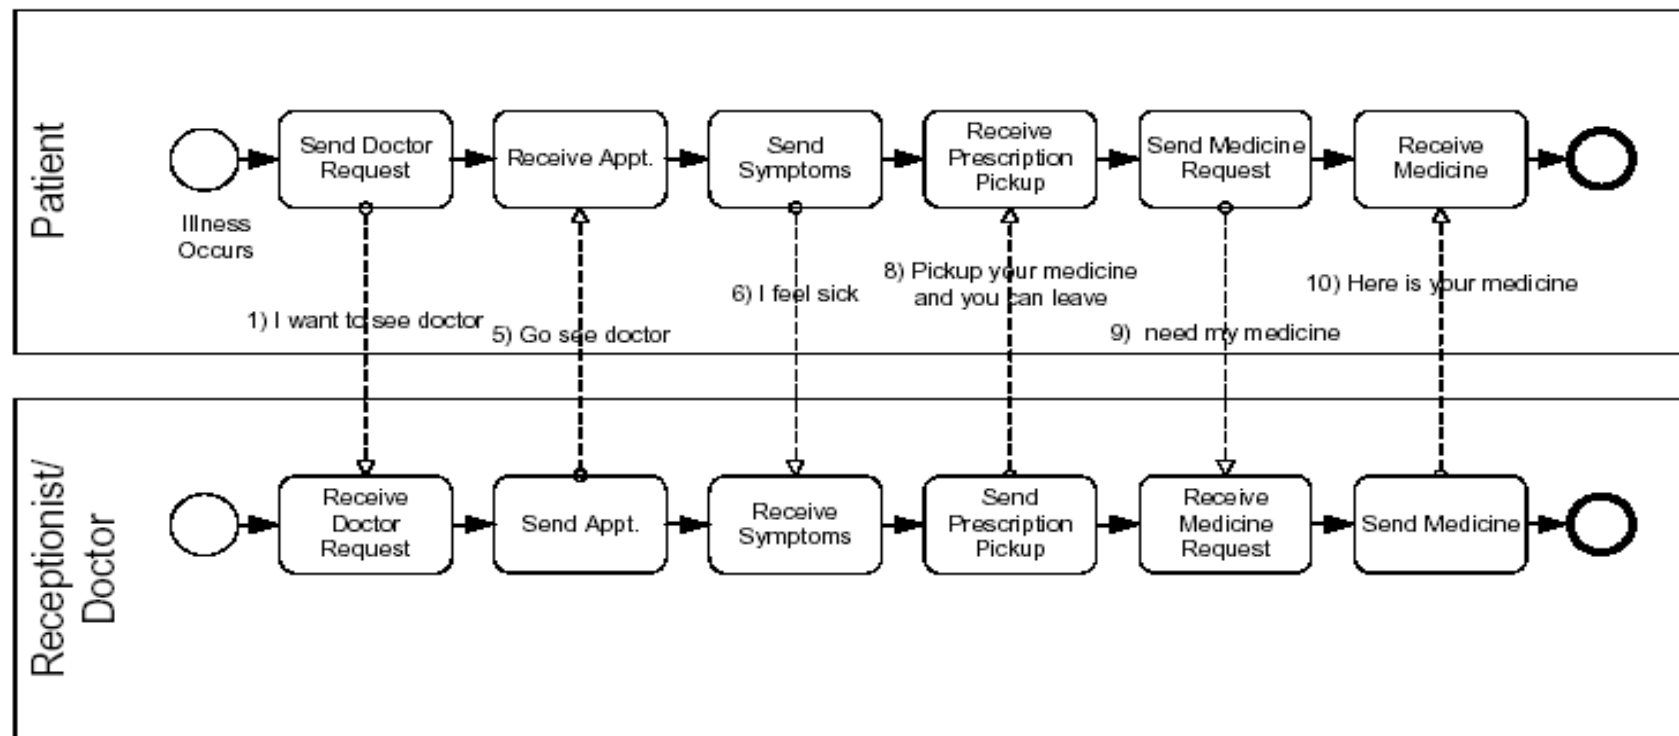 Patient
Illness
Occurs
Send Doctor
Request
Receive Appt.
Send
Symptoms
Receive
Prescription
Pickup
Send Medicine
Request
Receive
Medicine
1) I want to see doctor
5) Go see doctor
6) I feel sick
8) Pickup your medicine
and you can leave
9) need my medicine
10) Here is your medicine
Receptionist/
Doctor
Receive
Doctor
Request
Send Appt.
Receive
Symptoms
Send
Prescription
Pickup
Receive
Medicine
Request
Send Medicine